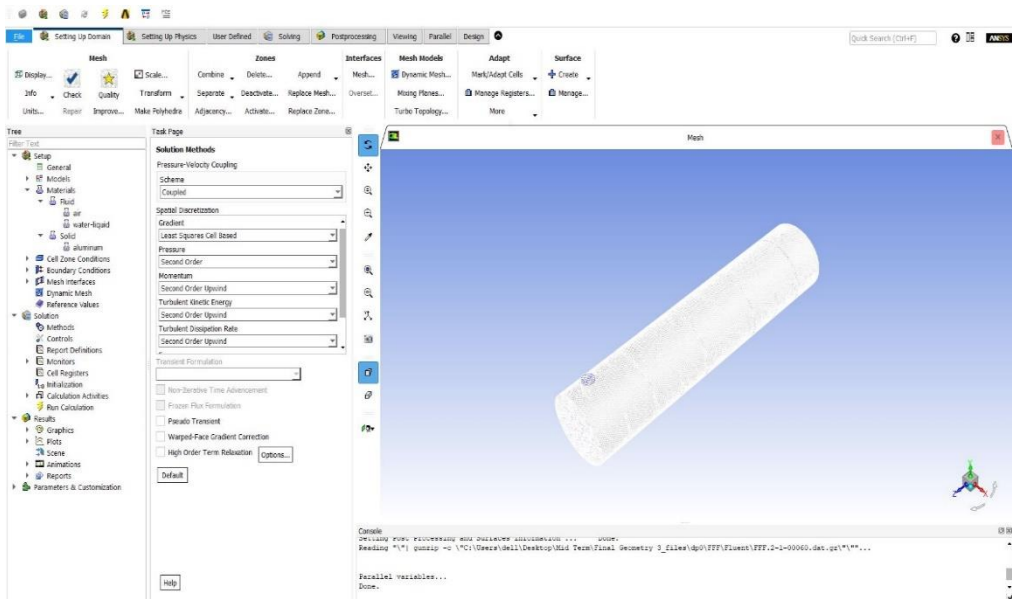 File Setting Up Domain Setting Up Physics User Defined Solving Postprocessing Viewing Parallel Design Quick Search (Ctrl+F) ANSYS
Mesh Zones Interfaces Mesh Models Adapt Surface
Display... Scale... Combine Delete... Append Mesh... Dynamic Mesh... Mark/Adapt Cells Create
Info Check Quality Transform Separate Deactivate... Replace Mesh... Overset... Mixing Planes... Manage Registers... Manage...
Units... Repair Improve... Make Polyhedra Adjacency... Activate... Replace Zone... Turbo Topology... More
Tree
Filter Text
Setup
General
Models
Materials
Fluid
air
water-liquid
Solid
aluminum
Cell Zone Conditions
Boundary Conditions
Mesh Interfaces
Dynamic Mesh
Reference Values
Solution
Methods
Controls
Report Definitions
Monitors
Cell Registers
Initialization
Calculation Activities
Run Calculation
Results
Graphics
Plots
Scene
Animations
Reports
Parameters & Customization
Task Page
Solution Methods
Pressure-Velocity Coupling
Scheme
Coupled
Spatial Discretization
Gradient
Least Squares Cell Based
Pressure
Second Order
Momentum
Second Order Upwind
Turbulent Kinetic Energy
Second Order Upwind
Turbulent Dissipation Rate
Second Order Upwind
Transient Formulation
Non-Iterative Time Advancement
Frozen Flux Formulation
Pseudo Transient
Warped-Face Gradient Correction
High Order Term Relaxation Options...
Default
Help
Mesh
Y
Z
X
Console
Setting Post Processing and Surfaces information ... Done.
Reading "\"| gunzip -c \"C:\Users\dell\Desktop\Mid Term\Final Geometry 3_files\dp0\FFF\Fluent\FFF.2-1-00060.dat.gz\"\""...
Parallel variables...
Done.